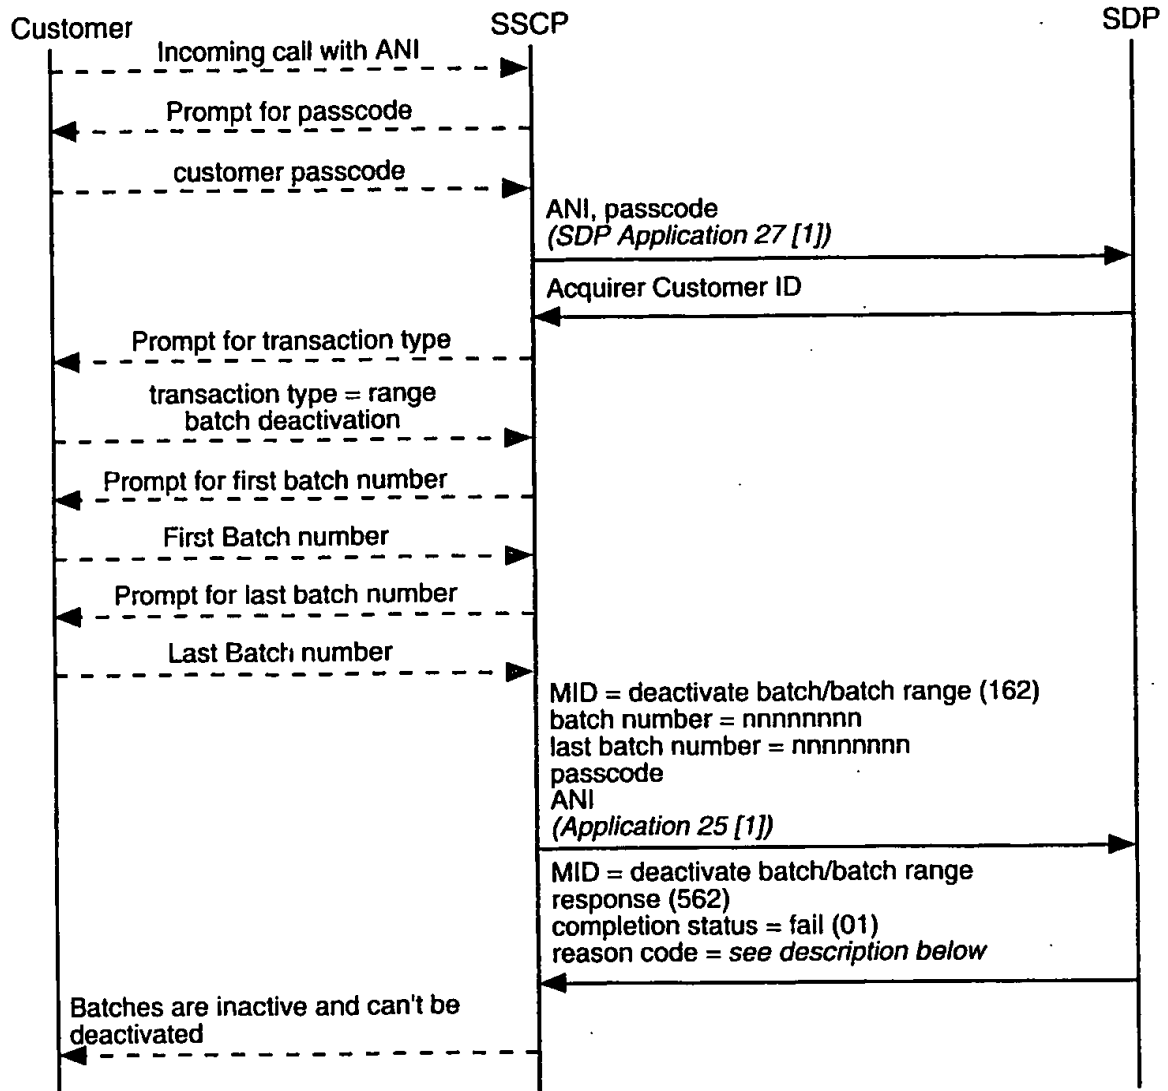 Customer
SSCP
SDP
Incoming call with ANI
Prompt for passcode
customer passcode
ANI, passcode
(SDP Application 27 [1])
Acquirer Customer ID
Prompt for transaction type
transaction type = range
batch deactivation
Prompt for first batch number
First Batch number
Prompt for last batch number
Last Batch number
MID = deactivate batch/batch range (162)
batch number = nnnnnnnn
last batch number = nnnnnnnn
passcode
ANI
(Application 25 [1])
MID = deactivate batch/batch range
response (562)
completion status = fail (01)
reason code = see description below
Batches are inactive and can't be
deactivated